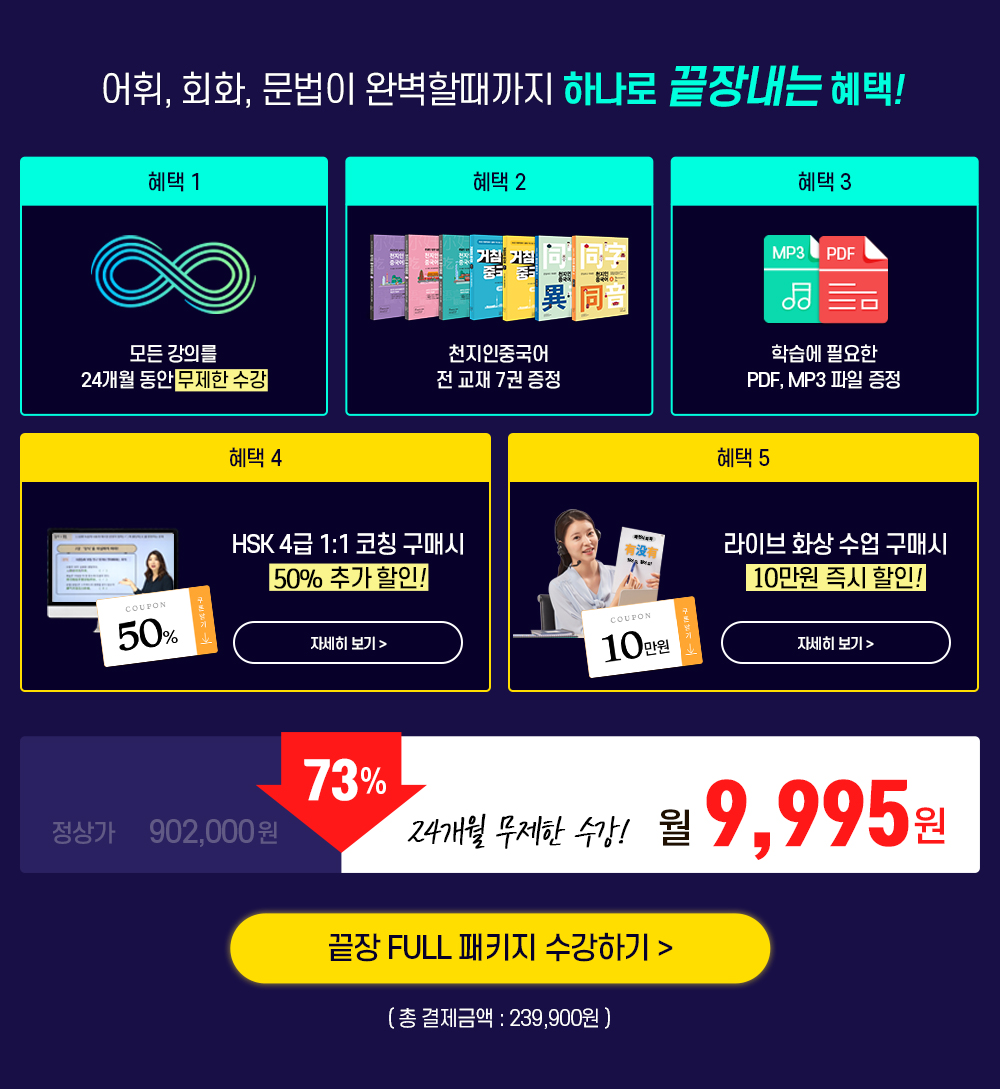 어휘, 회화, 문법이 완벽할때까지 하나로 끝장내는 혜택!
혜택 1
모든 강의를
24개월 동안 무제한 수강
혜택 2
천지인중국어
전 교재 7권 증정
혜택 3
MP3
PDF
학습에 필요한
PDF, MP3 파일 증정
혜택 4
COUPON
50%
쿠폰받기
HSK 4급 1:1 코칭 구매시
50% 추가 할인!
자세히 보기 >
혜택 5
有没有
COUPON
10만원
쿠폰받기
라이브 화상 수업 구매시
10만원 즉시 할인!
자세히 보기 >
정상가 902,000원
73%
24개월 무제한 수강!
월 9,995원
끝장 FULL 패키지 수강하기 >
( 총 결제금액 : 239,900원 )